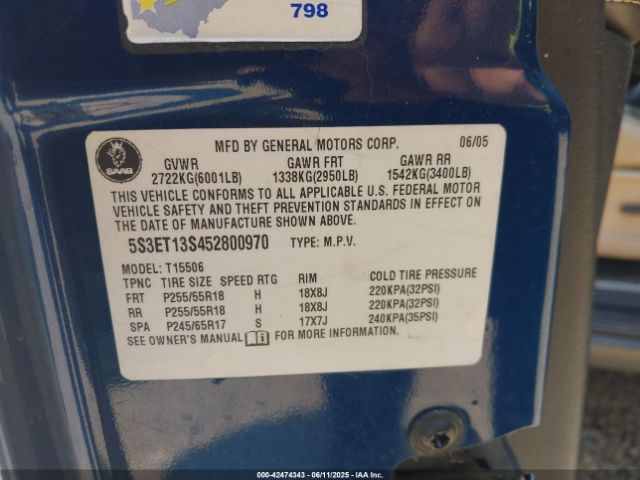 798
SAAB
MFD BY GENERAL MOTORS CORP. 06/05
GVWR GAWR FRT GAWR RR
2722KG(6001LB) 1338KG(2950LB) 1542KG(3400LB)
THIS VEHICLE CONFORMS TO ALL APPLICABLE U.S. FEDERAL MOTOR
VEHICLE SAFETY AND THEFT PREVENTION STANDARDS IN EFFECT ON
THE DATE OF MANUFACTURE SHOWN ABOVE.
5S3ET13S452800970 TYPE: M.P.V.
MODEL: T15506
TPNC TIRE SIZE SPEED RTG RIM COLD TIRE PRESSURE
FRT P255/55R18 H 18X8J 220KPA(32PSI)
RR P255/55R18 H 18X8J 220KPA(32PSI)
SPA P245/65R17 S 17X7J 240KPA(35PSI)
SEE OWNER'S MANUAL FOR MORE INFORMATION.
000-42474343 - 06/11/2025 - IAA Inc.